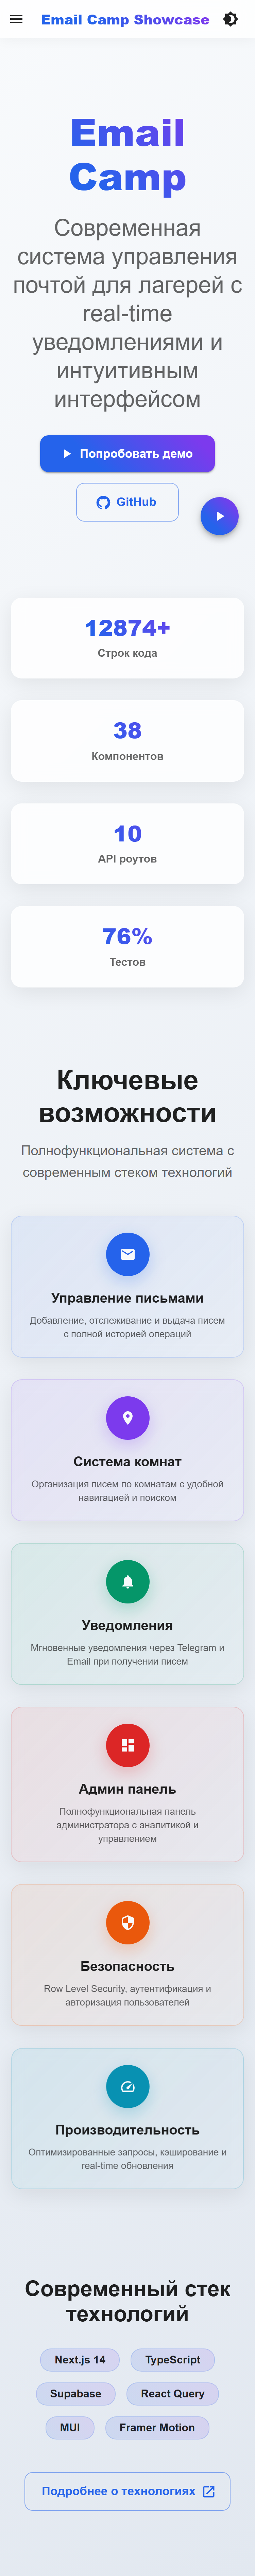 Email Camp Showcase
Email
Camp
Современная
система управления
почтой для лагерей с
real-time
уведомлениями и
интуитивным
интерфейсом
Попробовать демо
GitHub
12874+
Строк кода
38
Компонентов
10
API роутов
76%
Тестов
Ключевые
возможности
Полнофункциональная система с
современным стеком технологий
Управление письмами
Добавление, отслеживание и выдача писем
с полной историей операций
Система комнат
Организация писем по комнатам с удобной
навигацией и поиском
Уведомления
Мгновенные уведомления через Telegram и
Email при получении писем
Админ панель
Полнофункциональная панель
администратора с аналитикой и
управлением
Безопасность
Row Level Security, аутентификация и
авторизация пользователей
Производительность
Оптимизированные запросы, кэширование и
real-time обновления
Современный стек
технологий
Next.js 14
TypeScript
Supabase
React Query
MUI
Framer Motion
Подробнее о технологиях